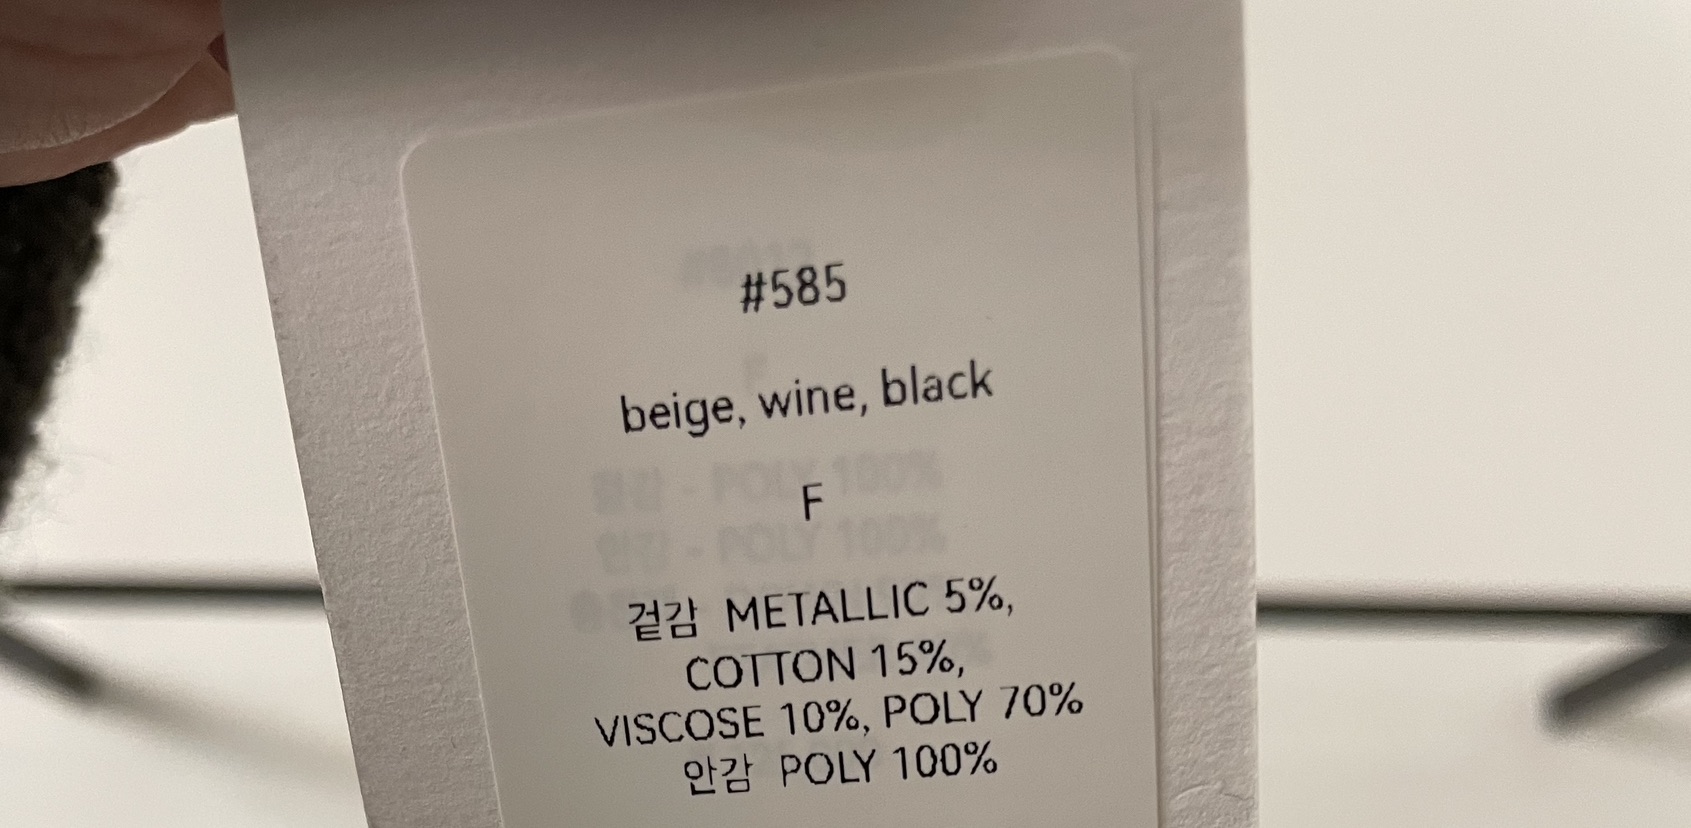 #585
beige, wine, black
F
겉감 METALLIC 5%,
COTTON 15%,
VISCOSE 10%, POLY 70%
안감 POLY 100%